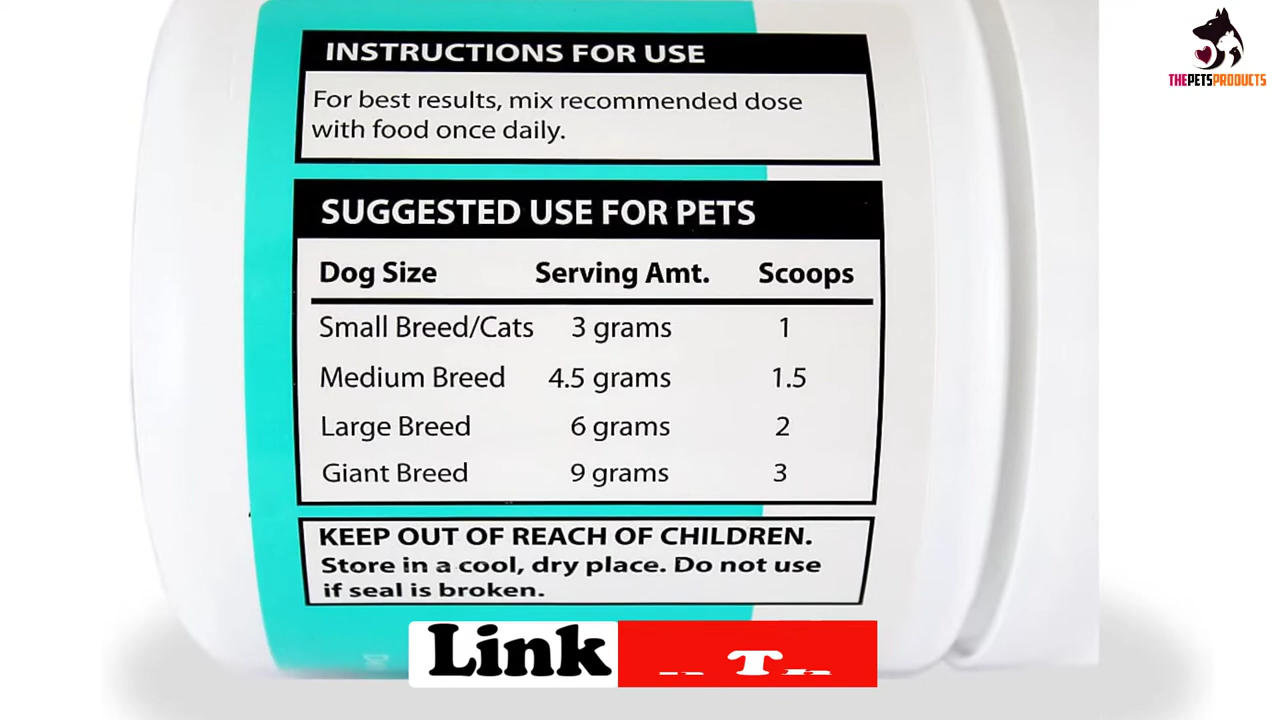 THEPETSPRODUCTS
INSTRUCTIONS FOR USE
For best results, mix recommended dose
with food once daily.
SUGGESTED USE FOR PETS
Dog Size Serving Amt. Scoops
Small Breed/Cats 3 grams 1
Medium Breed 4.5 grams 1.5
Large Breed 6 grams 2
Giant Breed 9 grams 3
KEEP OUT OF REACH OF CHILDREN.
Store in a cool, dry place. Do not use
if seal is broken.
Link